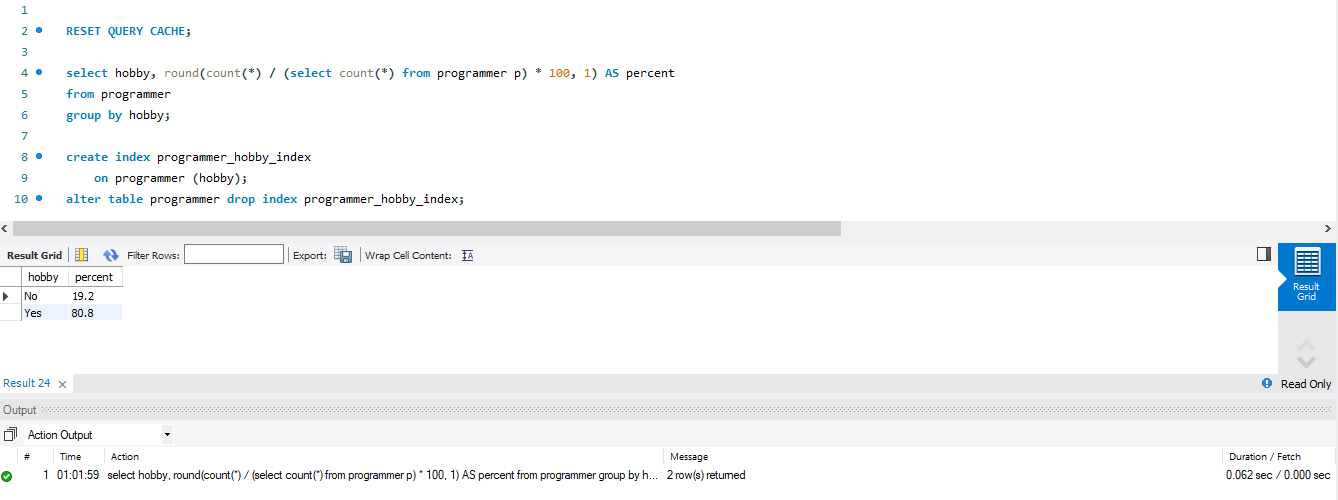 1
2 RESET QUERY CACHE;
3
4 select hobby, round(count(*) / (select count(*) from programmer p) * 100, 1) AS percent
5 from programmer
6 group by hobby;
7
8 create index programmer_hobby_index
9 on programmer (hobby);
10 alter table programmer drop index programmer_hobby_index;
Result Grid Filter Rows: Export: Wrap Cell Content: IA
hobby percent
No 19.2
Yes 80.8
Result Grid
Result 24 × Read Only
Output
Action Output
# Time Action Message Duration / Fetch
1 01:01:59 select hobby, round(count(*) / (select count(*) from programmer p) * 100, 1) AS percent from programmer group by h... 2 row(s) returned 0.062 sec / 0.000 sec